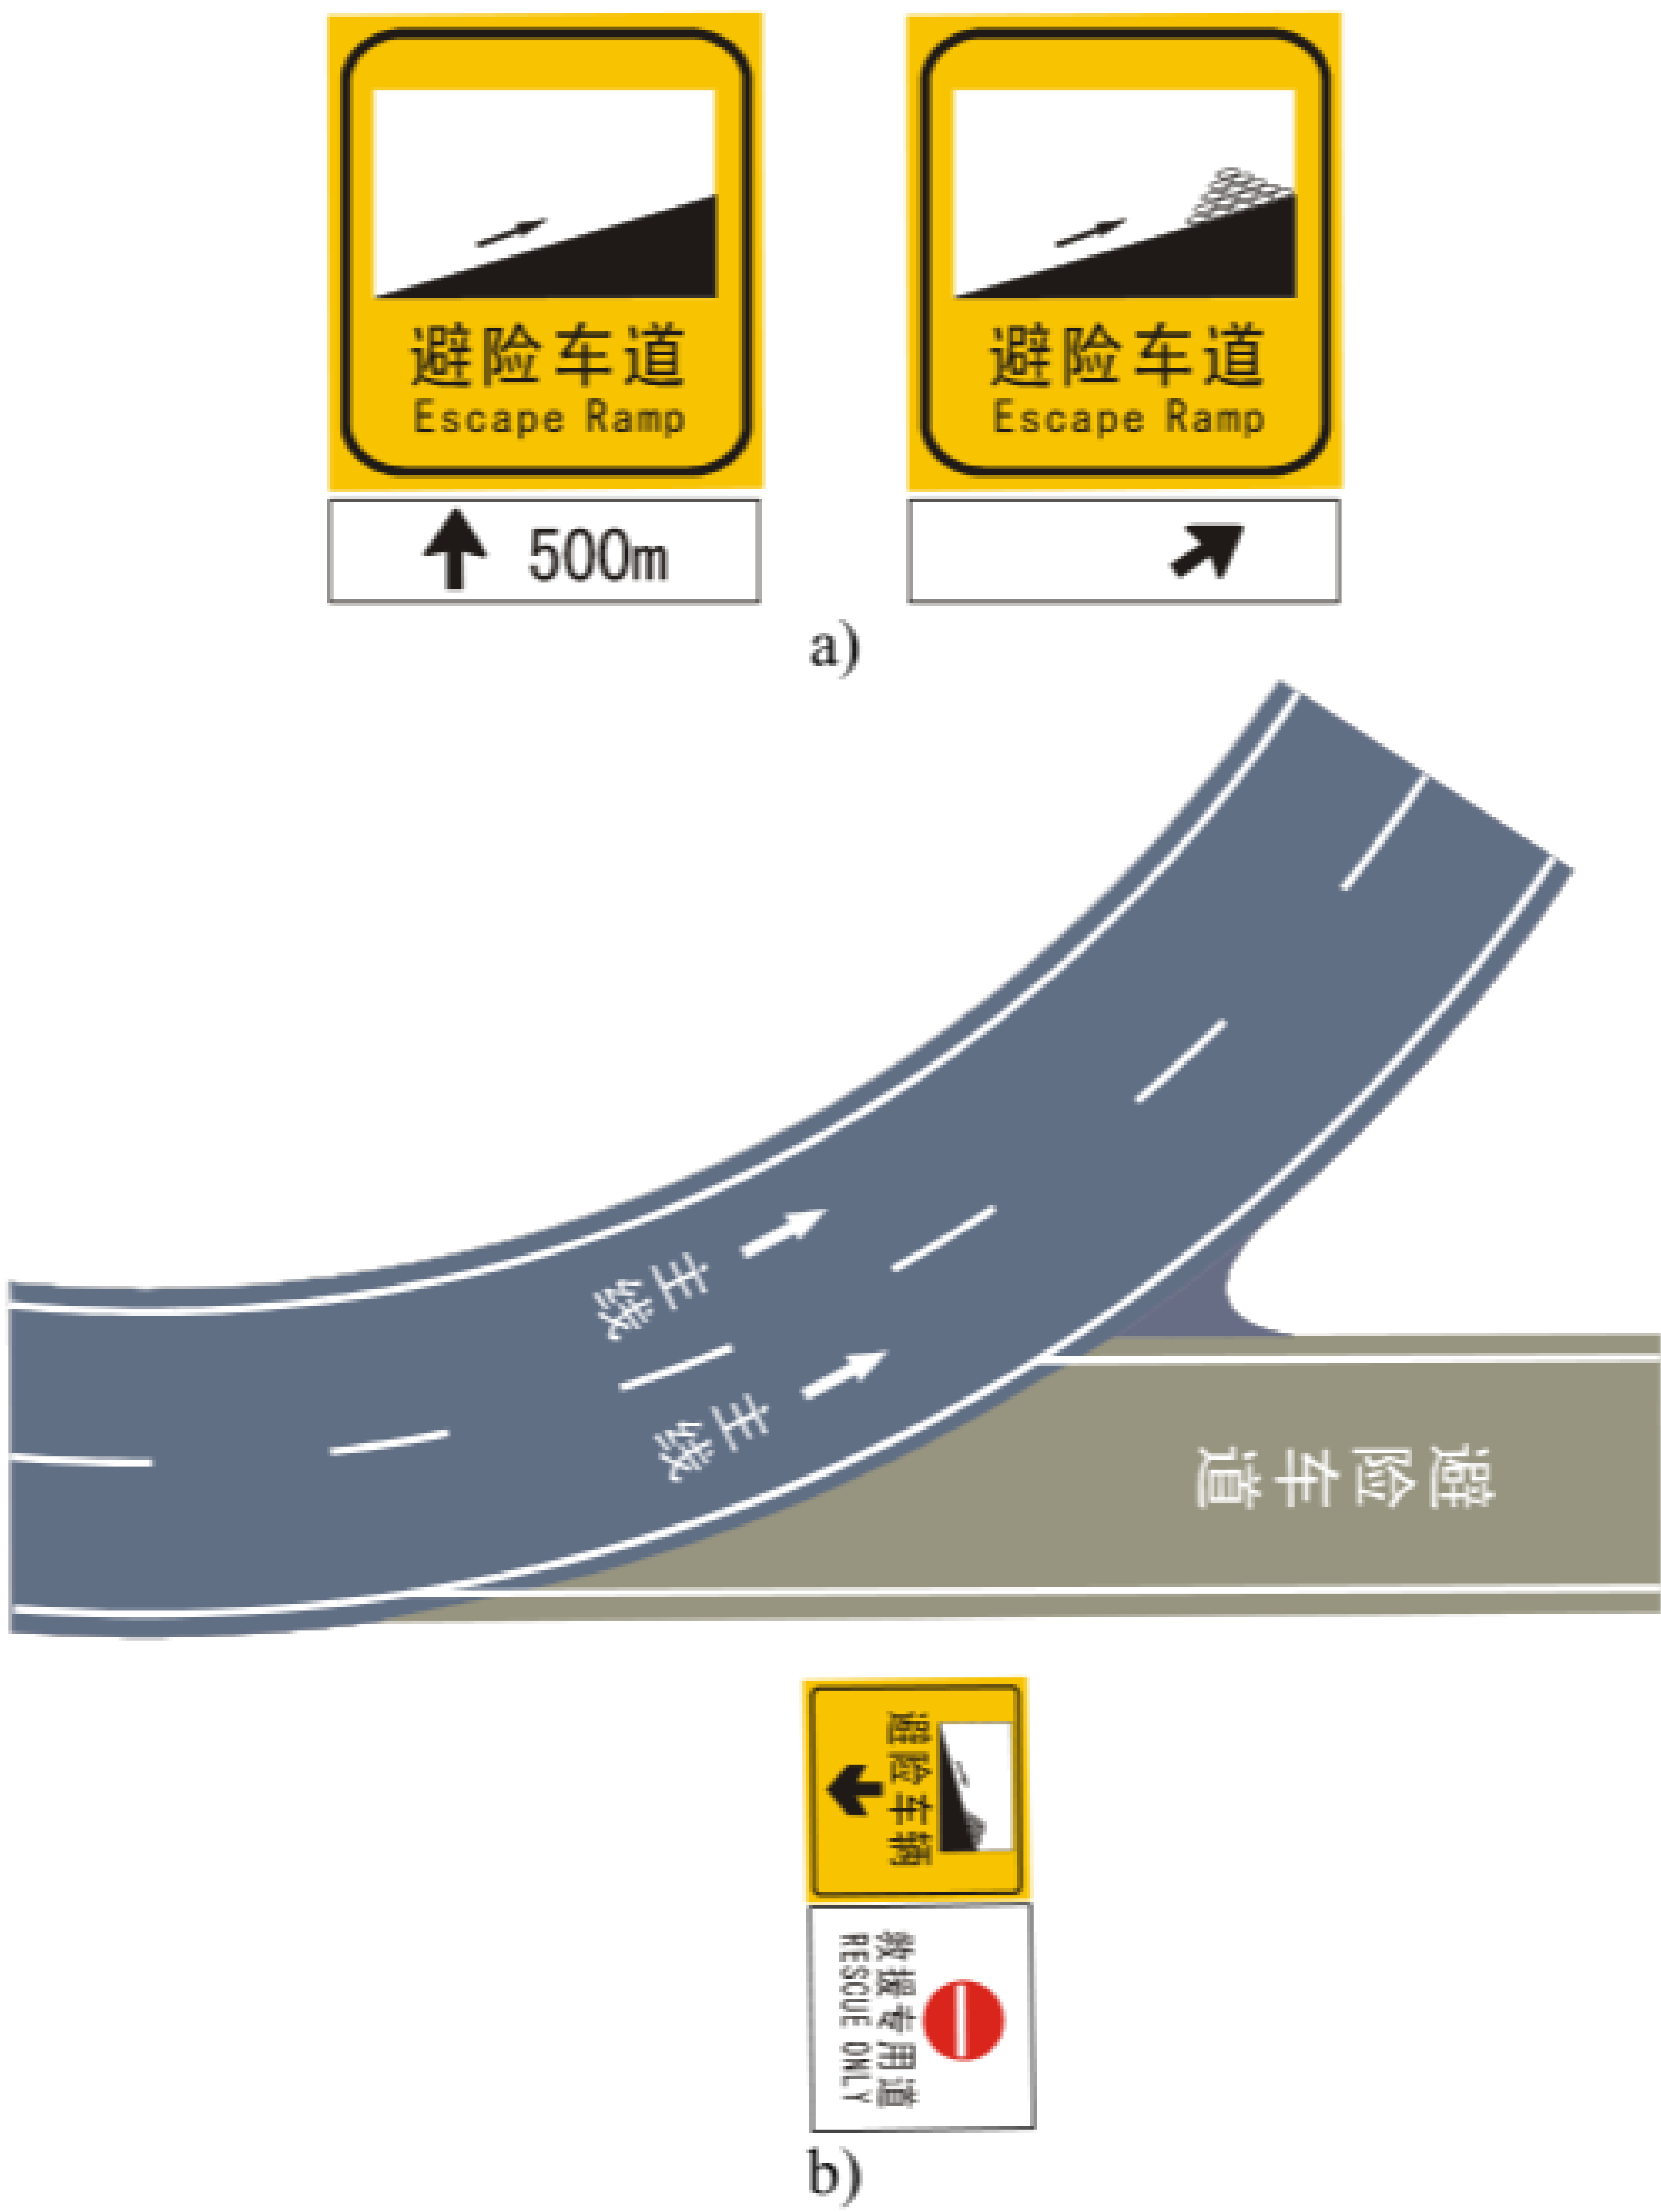 避险车道
Escape Ramp
500m
避险车道
Escape Ramp
a)
主线
主线
避险车道
避险车辆
救援专用道
RESCUE ONLY
b)